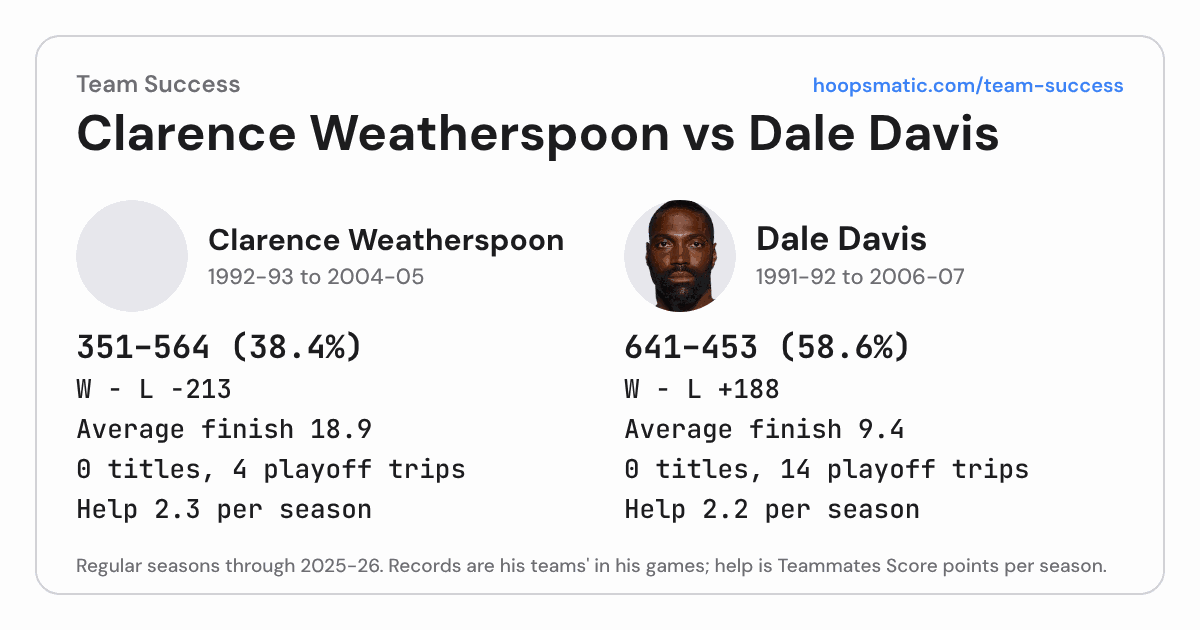 Team Success
hoopsmatic.com/team-success
Clarence Weatherspoon vs Dale Davis
Clarence Weatherspoon
1992-93 to 2004-05
351-564 (38.4%)
W - L -213
Average finish 18.9
0 titles, 4 playoff trips
Help 2.3 per season
Dale Davis
1991-92 to 2006-07
641-453 (58.6%)
W - L +188
Average finish 9.4
0 titles, 14 playoff trips
Help 2.2 per season
Regular seasons through 2025-26. Records are his teams' in his games; help is Teammates Score points per season.